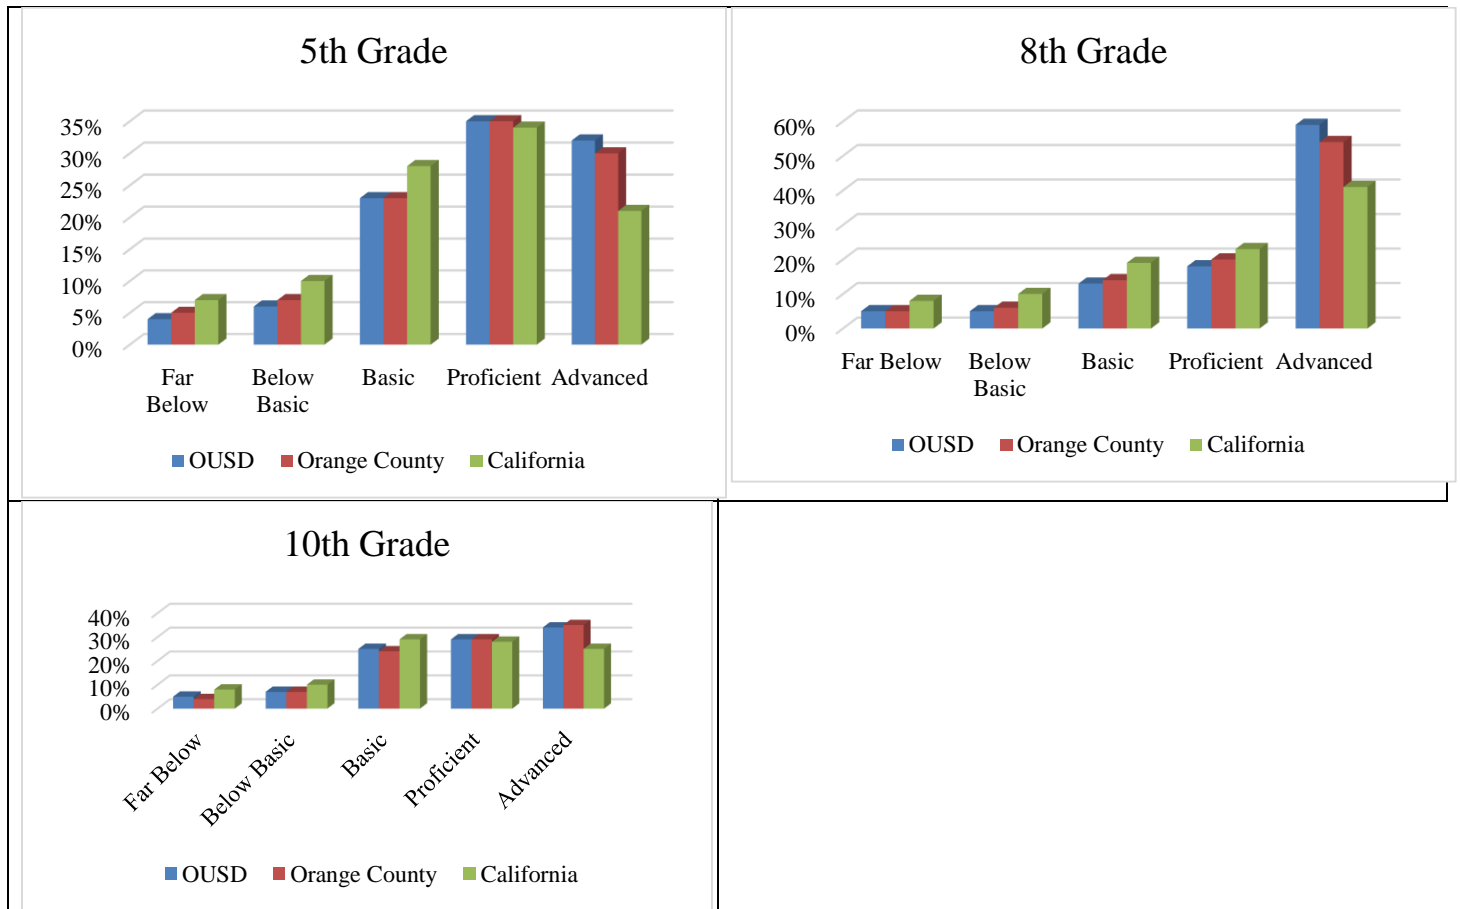 5th Grade
35%
30%
25%
20%
15%
10%
5%
0%
Far Below
Below Basic
Basic
Proficient
Advanced
OUSD
Orange County
California
8th Grade
60%
50%
40%
30%
20%
10%
0%
Far Below
Below Basic
Basic
Proficient
Advanced
OUSD
Orange County
California
10th Grade
40%
30%
20%
10%
0%
Far Below
Below Basic
Basic
Proficient
Advanced
OUSD
Orange County
California